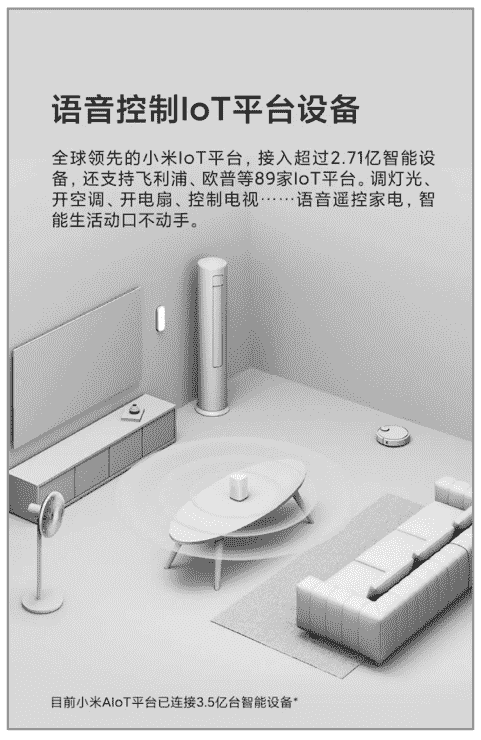 语音控制IoT平台设备
全球领先的小米IoT平台，接入超过2.71亿智能设
备，还支持飞利浦、欧普等89家IoT平台。调灯光、
开空调、开电扇、控制电视……语音遥控家电，智
能生活动口不动手。
目前小米AIoT平台已连接3.5亿台智能设备*